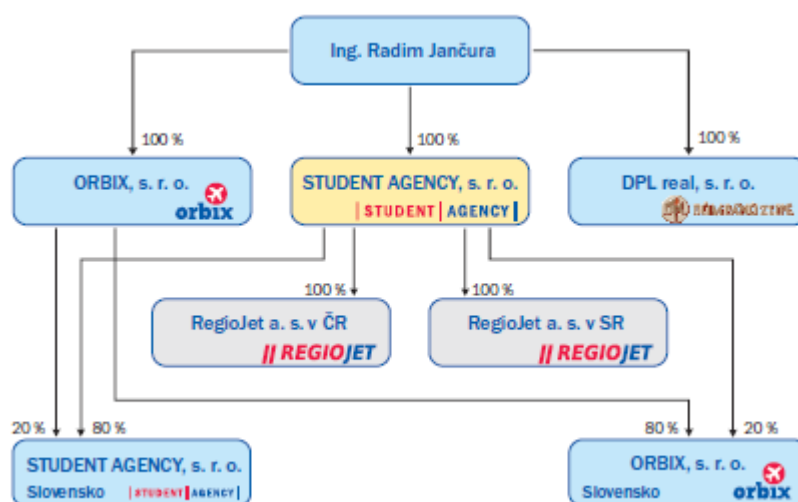 Ing. Radim Jančura
100 %
100 %
100 %
ORBIX, s. r. o.
orbix
STUDENT AGENCY, s. r. o.
STUDENT AGENCY
DPL real, s. r. o.
100 %
100 %
RegioJet a. s. v ČR
REGIOJET
RegioJet a. s. v SR
REGIOJET
20 %
80 %
80 %
20 %
STUDENT AGENCY, s. r. o.
Slovensko
STUDENT AGENCY
ORBIX, s. r. o.
Slovensko
orbix